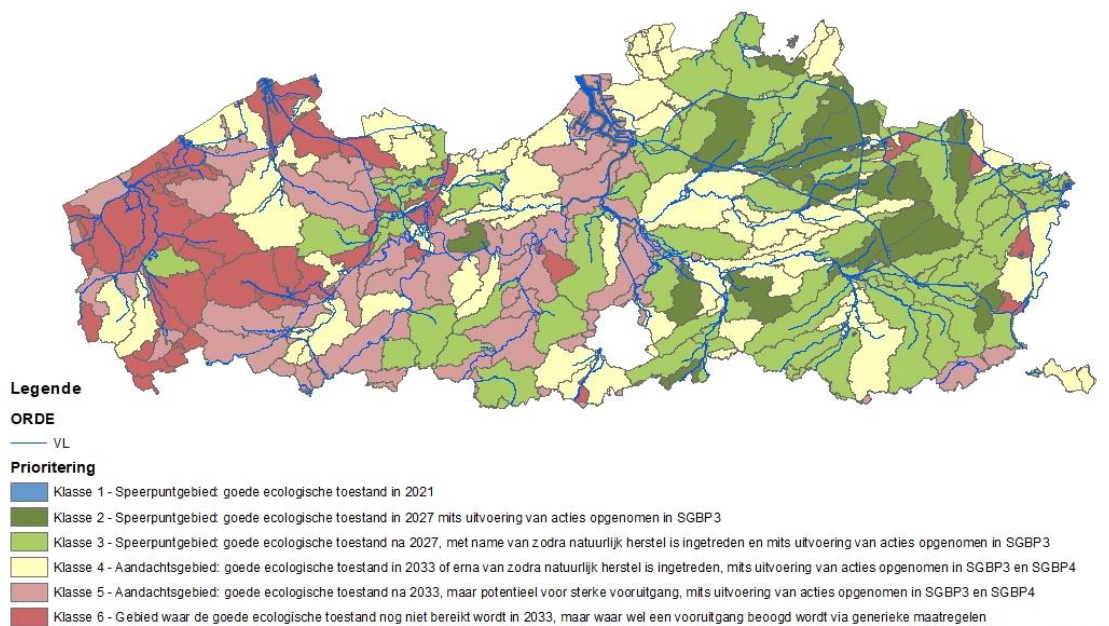 Legende
ORDE
VL
Prioritering
Klasse 1 - Speerpuntgebied: goede ecologische toestand in 2021
Klasse 2 - Speerpuntgebied: goede ecologische toestand in 2027 mits uitvoering van acties opgenomen in SGBP3
Klasse 3 - Speerpuntgebied: goede ecologische toestand na 2027, met name van zodra natuurlijk herstel is ingetreden en mits uitvoering van acties opgenomen in SGBP3
Klasse 4 - Aandachtsgebied: goede ecologische toestand in 2033 of erna van zodra natuurlijk herstel is ingetreden, mits uitvoering van acties opgenomen in SGBP3 en SGBP4
Klasse 5 - Aandachtsgebied: goede ecologische toestand na 2033, maar potentieel voor sterke vooruitgang, mits uitvoering van acties opgenomen in SGBP3 en SGBP4
Klasse 6 - Gebied waar de goede ecologische toestand nog niet bereikt wordt in 2033, maar waar wel een vooruitgang beoogd wordt via generieke maatregelen